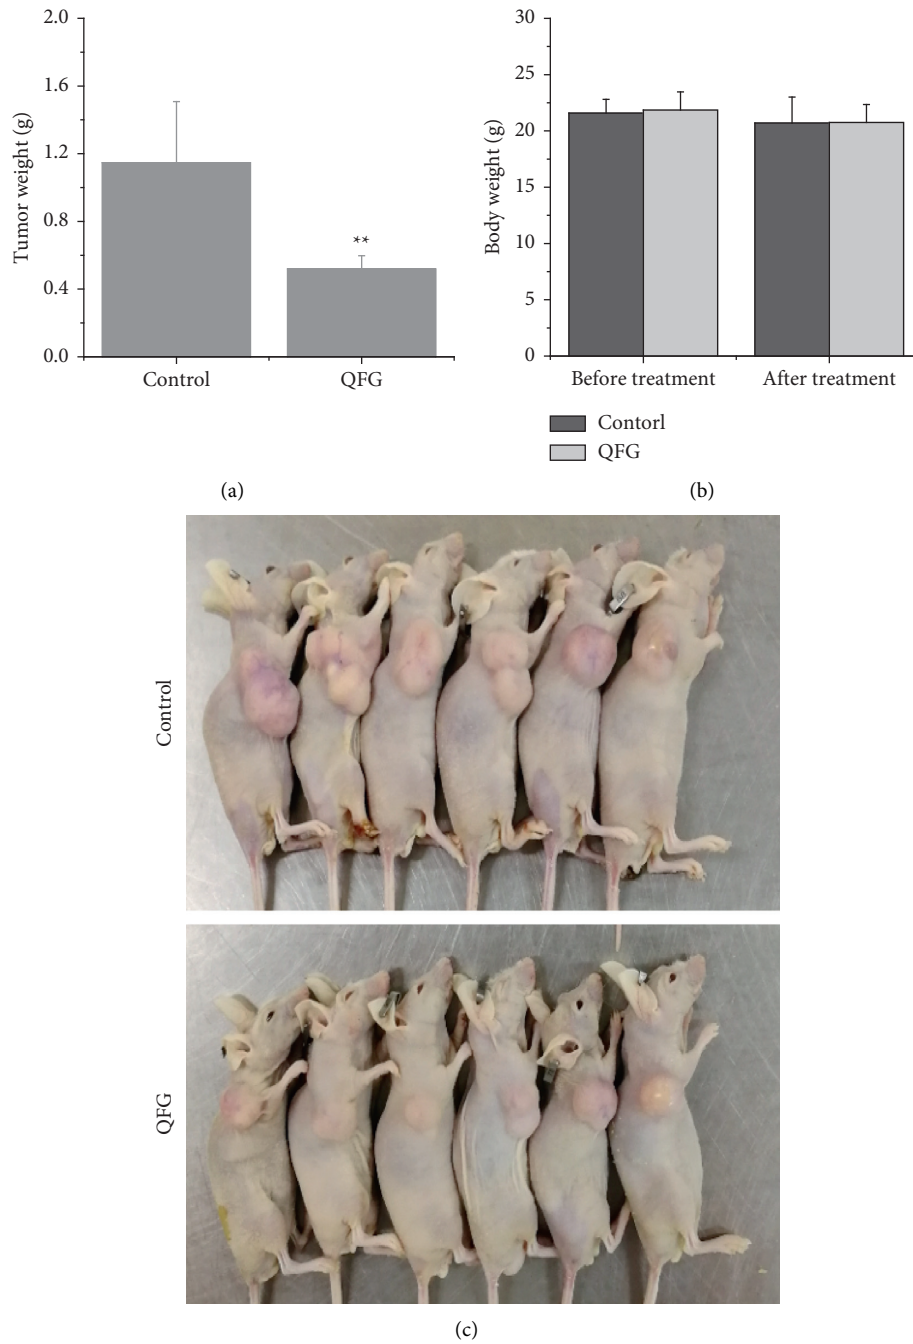 2.0
1.6
1.2
0.8
0.4
0.0
Tumor weight (g)
**
Control
QFG
(a)
30
25
20
15
10
5
0
Body weight (g)
Before treatment
After treatment
Contorl
QFG
(b)
Control
QFG
(c)